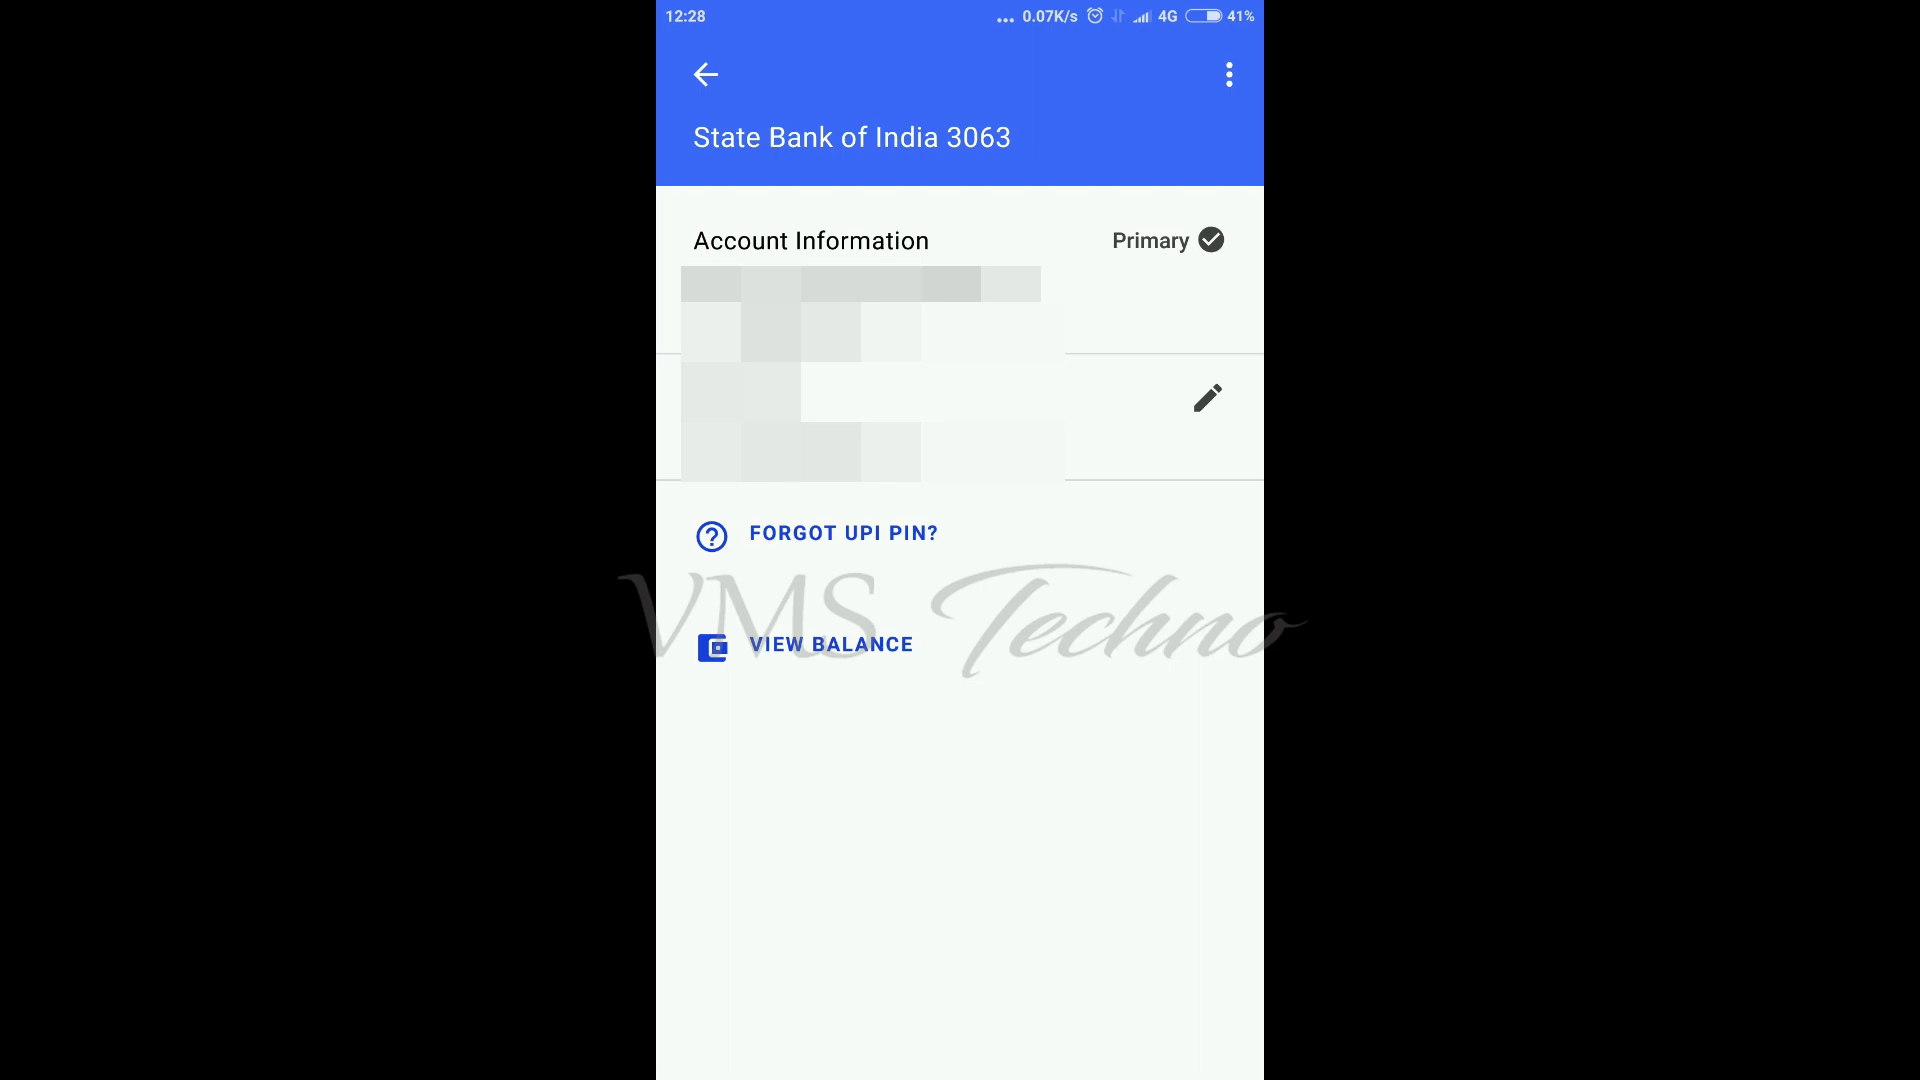 12:28 ... 0.07K/s 4G 41%
State Bank of India 3063
Account Information Primary
FORGOT UPI PIN?
VMS Techno
VIEW BALANCE